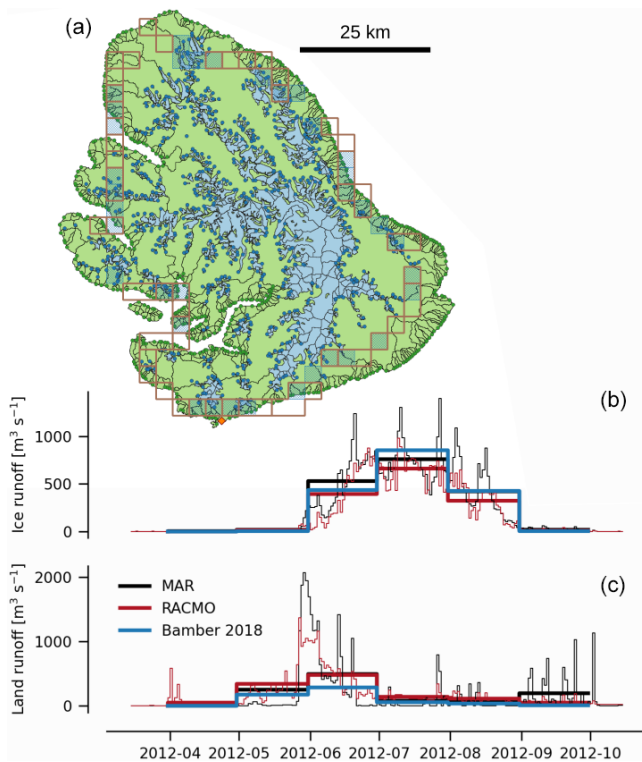 (a)
25 km
(b)
Ice runoff [m³ s⁻¹]
1000
500
0
(c)
Land runoff [m³ s⁻¹]
2000
1000
0
MAR
RACMO
Bamber 2018
2012-04 2012-05 2012-06 2012-07 2012-08 2012-09 2012-10